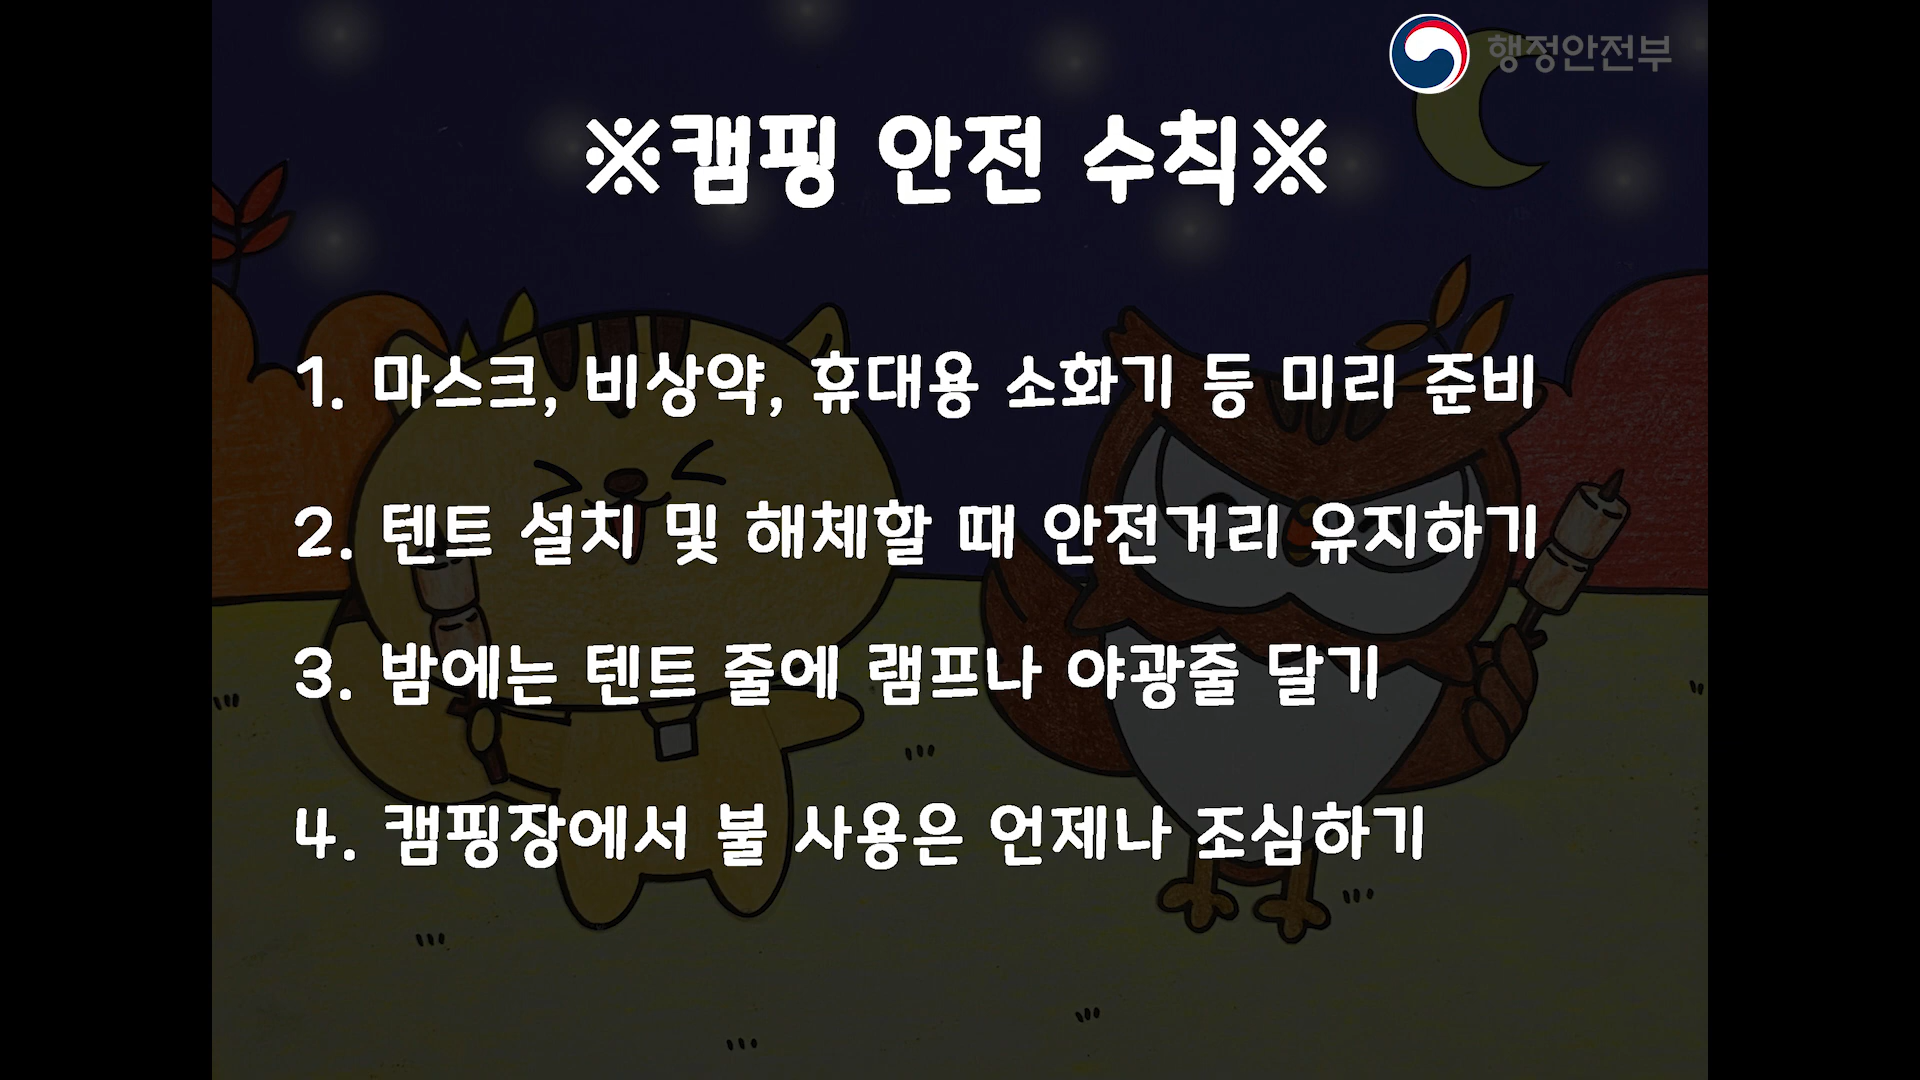 행정안전부
※캠핑 안전 수칙※
1. 마스크, 비상약, 휴대용 소화기 등 미리 준비
2. 텐트 설치 및 해체할 때 안전거리 유지하기
3. 밤에는 텐트 줄에 램프나 야광줄 달기
4. 캠핑장에서 불 사용은 언제나 조심하기